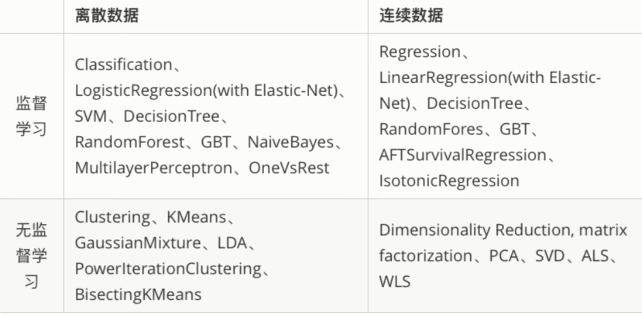 离散数据
连续数据
监督
学习
Classification、
LogisticRegression(with Elastic-Net)、
SVM、DecisionTree、
RandomForest、GBT、NaiveBayes、
MultilayerPerceptron、OneVsRest
Regression、
LinearRegression(with Elastic-
Net)、DecisionTree、
RandomFores、GBT、
AFTSurvivalRegression、
IsotonicRegression
无监
督学
习
Clustering、KMeans、
GaussianMixture、LDA、
PowerIterationClustering、
BisectingKMeans
Dimensionality Reduction, matrix
factorization、PCA、SVD、ALS、
WLS